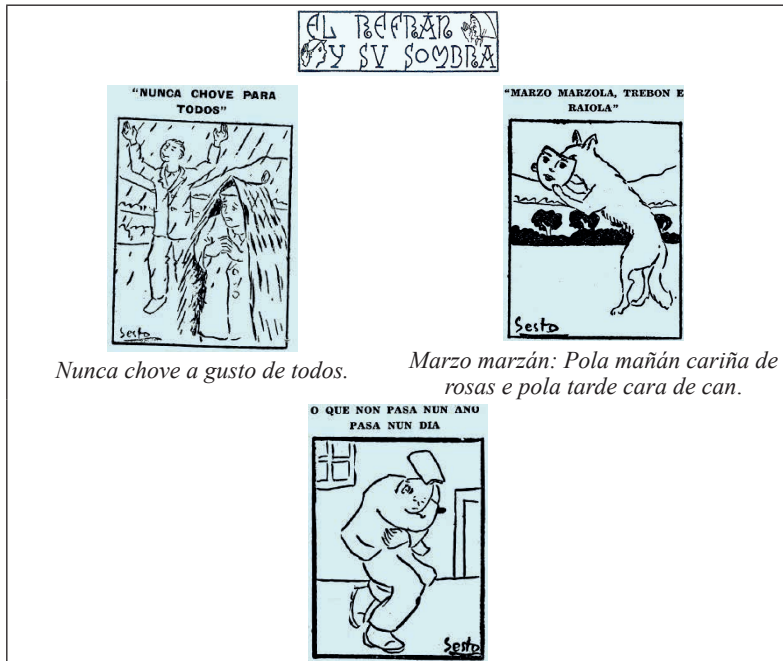 EL REFRÁN
Y SU SOMBRA
"NUNCA CHOVE PARA
TODOS"
Sesto
Nunca chove a gusto de todos.
"MARZO MARZOLA, TREBON E
RAIOLA"
Sesto
Marzo marzán: Pola mañán cariña de
rosas e pola tarde cara de can.
O QUE NON PASA NUN ANO
PASA NUN DIA
Sesto